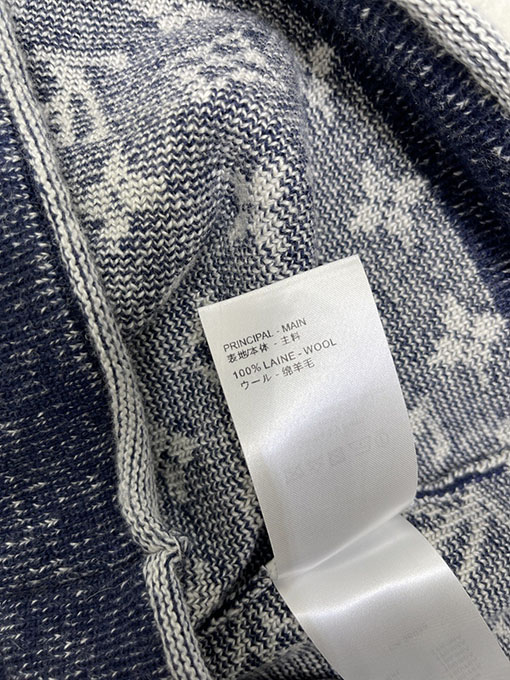 PRINCIPAL - MAIN
表地/本体 - 主料
100% LAINE - WOOL
ウール - 绵羊毛